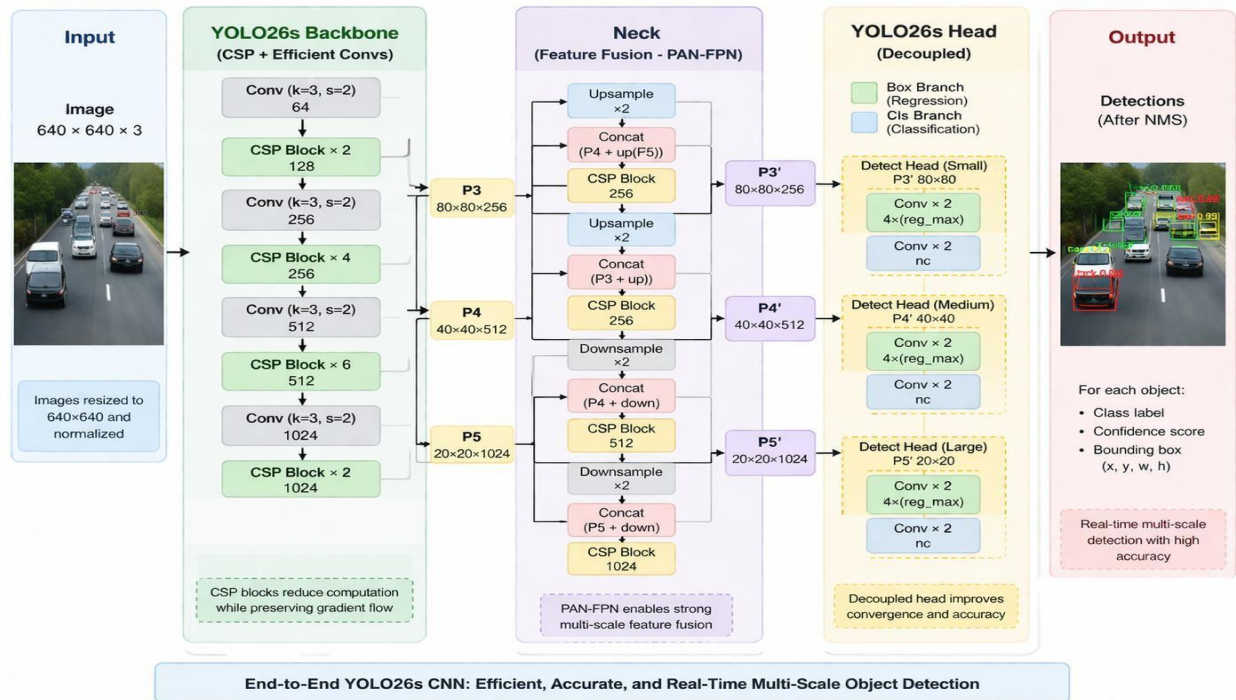 Input
Image
640 × 640 × 3
Images resized to
640×640 and
normalized
YOLO26s Backbone
(CSP + Efficient Convs)
Conv (k=3, s=2)
64
CSP Block × 2
128
Conv (k=3, s=2)
256
CSP Block × 4
256
Conv (k=3, s=2)
512
CSP Block × 6
512
Conv (k=3, s=2)
1024
CSP Block × 2
1024
CSP blocks reduce computation
while preserving gradient flow
P3
80×80×256
P4
40×40×512
P5
20×20×1024
Neck
(Feature Fusion - PAN-FPN)
Upsample
×2
Concat
(P4 + up(F5))
CSP Block
256
Upsample
×2
Concat
(P3 + up))
CSP Block
256
Downsample
×2
Concat
(P4 + down)
CSP Block
512
Downsample
×2
Concat
(P5 + down)
CSP Block
1024
PAN-FPN enables strong
multi-scale feature fusion
P3′
80×80×256
P4′
40×40×512
P5′
20×20×1024
YOLO26s Head
(Decoupled)
Box Branch
(Regression)
Cls Branch
(Classification)
Detect Head (Small)
P3′ 80×80
Conv × 2
4×(reg_max)
Conv × 2
nc
Detect Head (Medium)
P4′ 40×40
Conv × 2
4×(reg_max)
Conv × 2
nc
Detect Head (Large)
P5′ 20×20
Conv × 2
4×(reg_max)
Conv × 2
nc
Decoupled head improves
convergence and accuracy
Output
Detections
(After NMS)
For each object:
• Class label
• Confidence score
• Bounding box
(x, y, w, h)
Real-time multi-scale
detection with high
accuracy
End-to-End YOLO26s CNN: Efficient, Accurate, and Real-Time Multi-Scale Object Detection